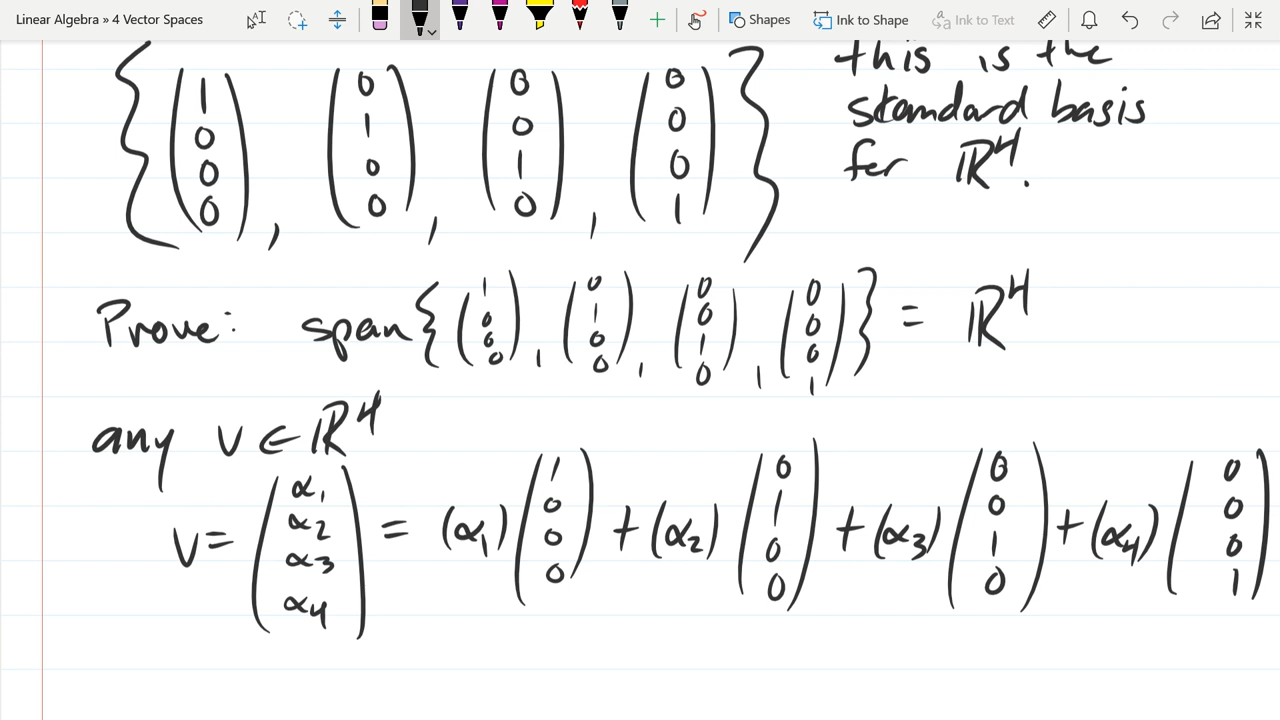 Linear Algebra » 4 Vector Spaces
Shapes
Ink to Shape
Ink to Text
{ (1 0 0 0), (0 1 0 0), (0 0 1 0), (0 0 0 1) }
this is the
standard basis
for ℝ⁴.
Prove: span{ (1 0 0 0), (0 1 0 0), (0 0 1 0), (0 0 0 1) } = ℝ⁴
any v ∈ ℝ⁴
v = (α₁ α₂ α₃ α₄) = (α₁)(1 0 0 0) + (α₂)(0 1 0 0) + (α₃)(0 0 1 0) + (α₄)(0 0 0 1)